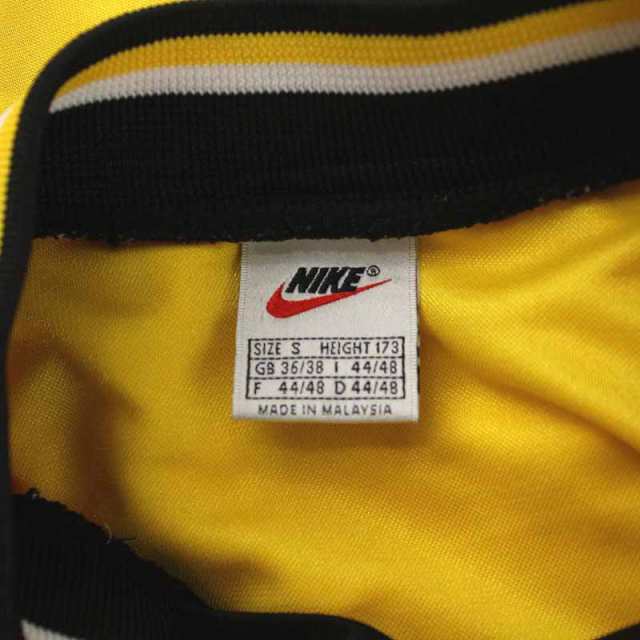 NIKE®
SIZE S HEIGHT 173
GB 36/38 I 44/48
F 44/48 D 44/48
MADE IN MALAYSIA